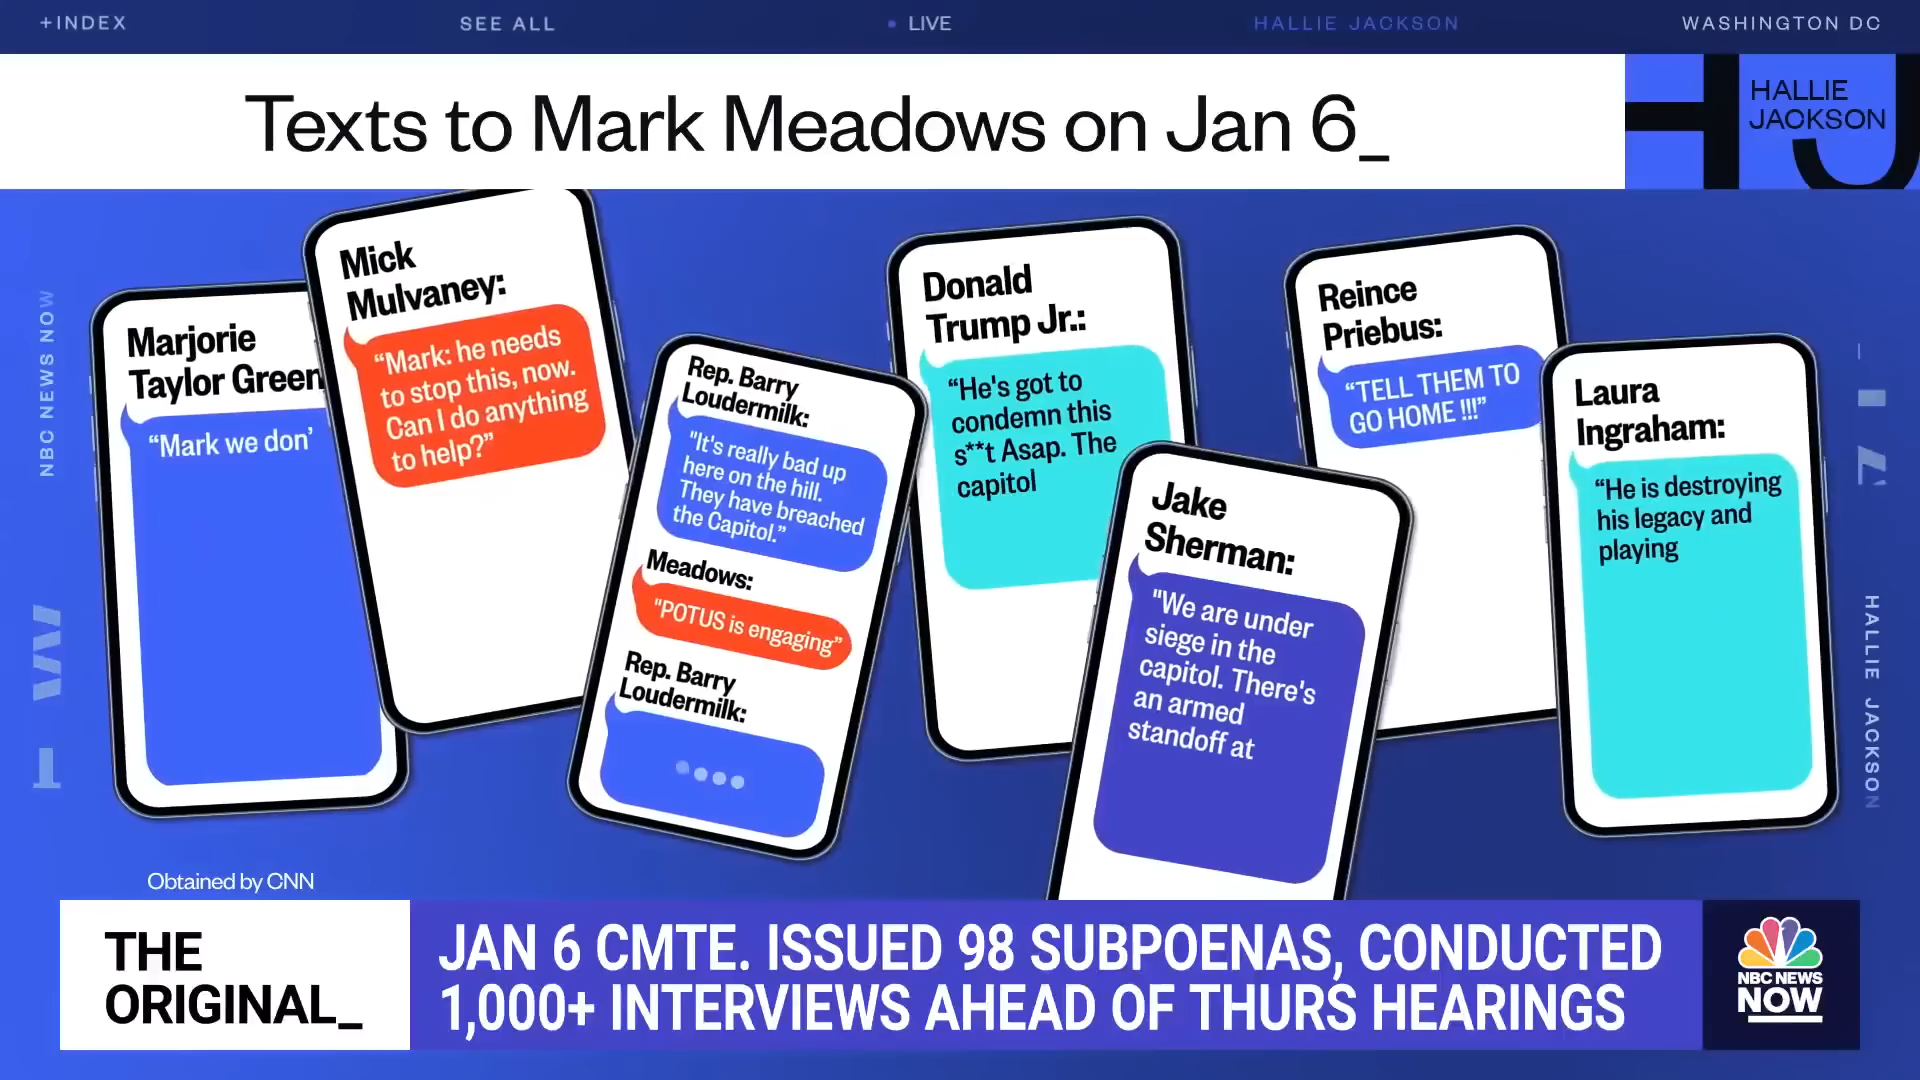 +INDEX
SEE ALL
LIVE
HALLIE JACKSON
WASHINGTON DC
Texts to Mark Meadows on Jan 6_
HALLIE
JACKSON
NBC NEWS NOW
Marjorie
Taylor Green
“Mark we don’
Mick
Mulvaney:
“Mark: he needs
to stop this, now.
Can I do anything
to help?”
Rep. Barry
Loudermilk:
"It's really bad up
here on the hill.
They have breached
the Capitol.”
Meadows:
"POTUS is engaging”
Rep. Barry
Loudermilk:
Donald
Trump Jr.:
“He's got to
condemn this
s**t Asap. The
capitol
Jake
Sherman:
"We are under
siege in the
capitol. There's
an armed
standoff at
Reince
Priebus:
“TELL THEM TO
GO HOME !!!”
Laura
Ingraham:
“He is destroying
his legacy and
playing
HALLIE JACKSON
Obtained by CNN
THE
ORIGINAL_
JAN 6 CMTE. ISSUED 98 SUBPOENAS, CONDUCTED
1,000+ INTERVIEWS AHEAD OF THURS HEARINGS
NBC NEWS
NOW